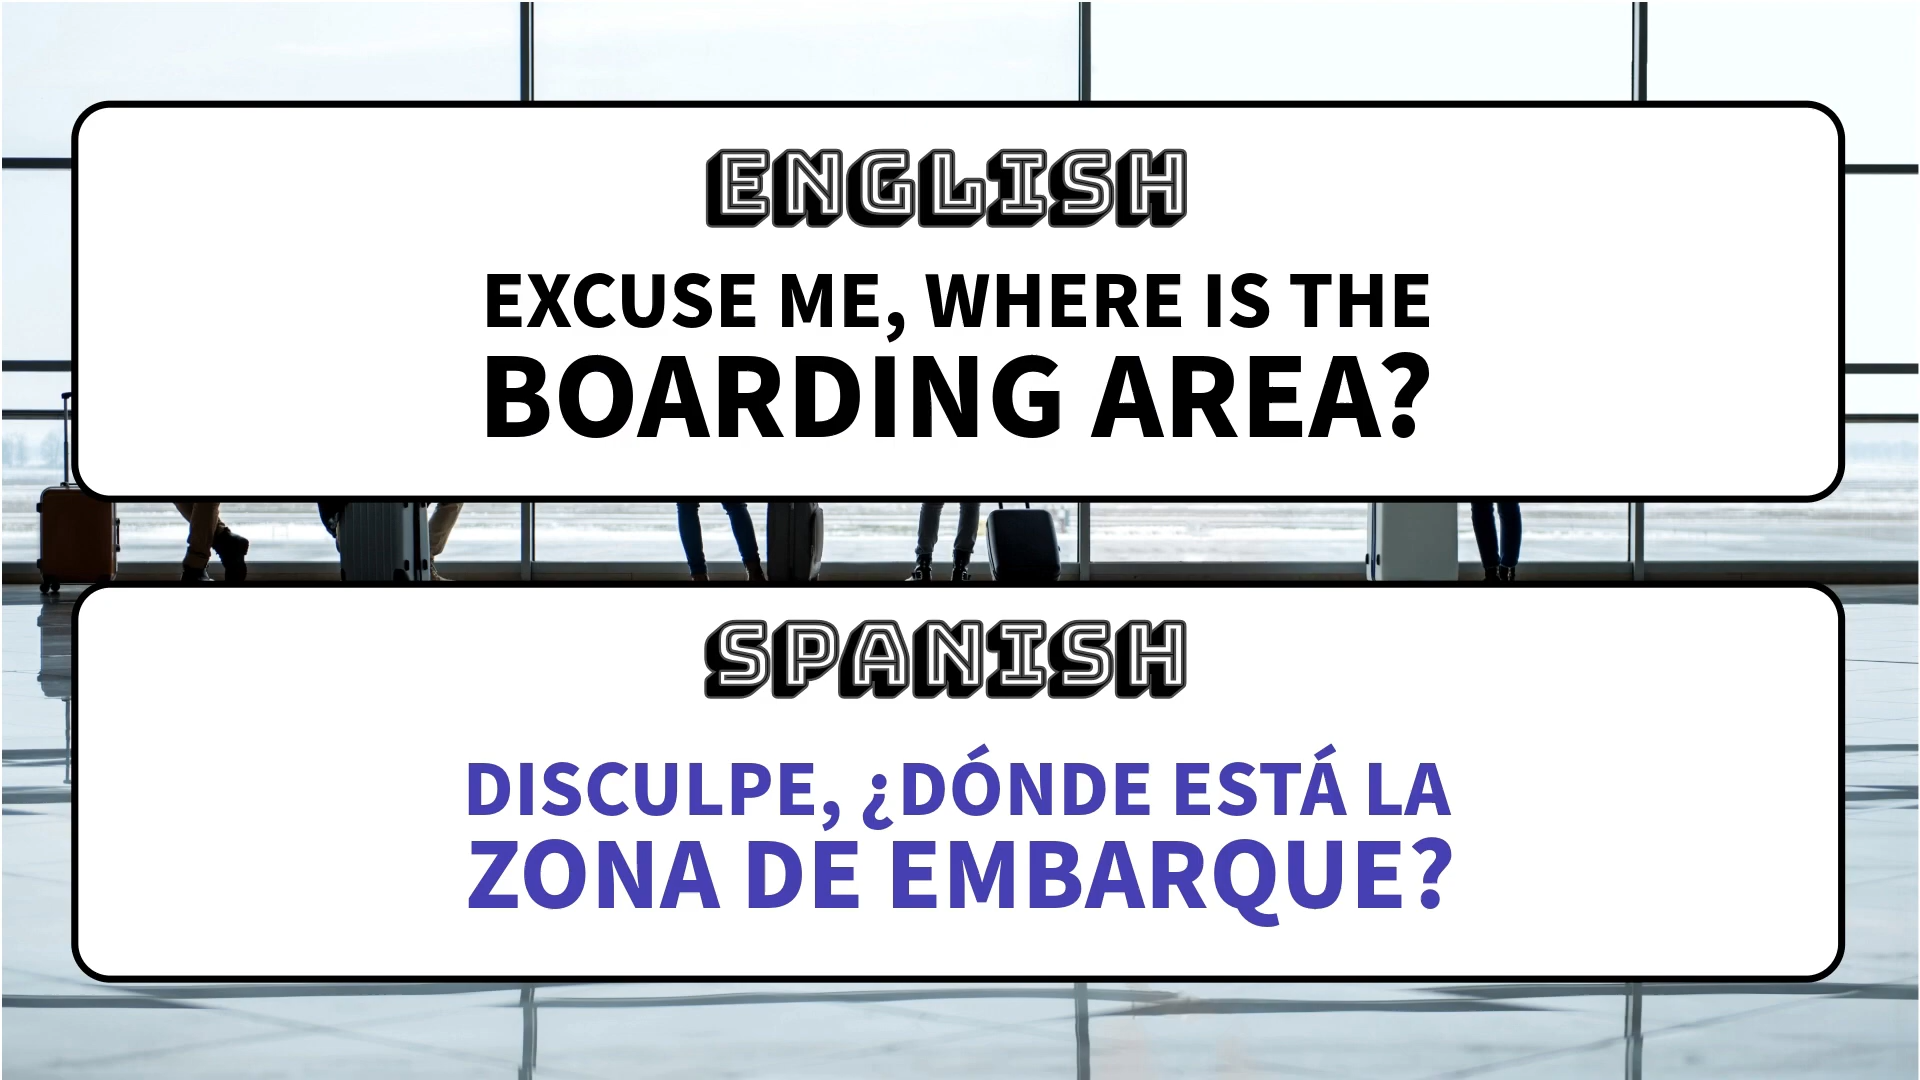 ENGLISH
EXCUSE ME, WHERE IS THE
BOARDING AREA?
SPANISH
DISCULPE, ¿DÓNDE ESTÁ LA
ZONA DE EMBARQUE?